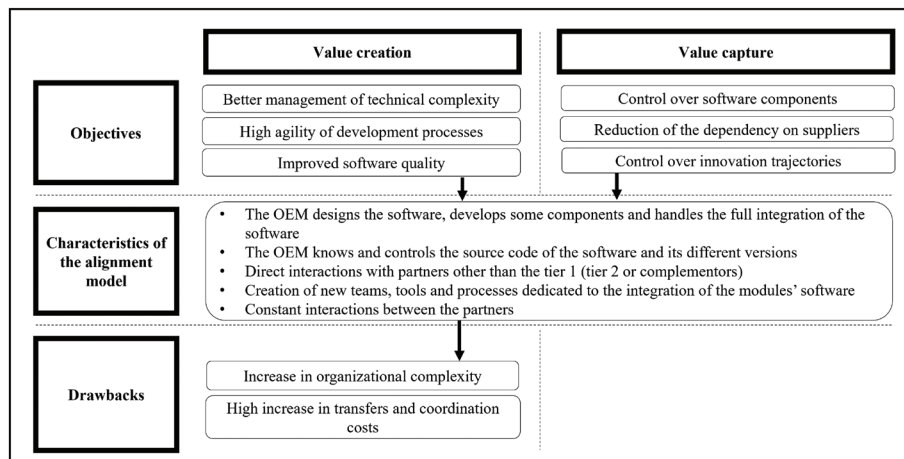 Value creation
Value capture
Objectives
Better management of technical complexity
High agility of development processes
Improved software quality
Control over software components
Reduction of the dependency on suppliers
Control over innovation trajectories
Characteristics of
the alignment
model
• The OEM designs the software, develops some components and handles the full integration of the
software
• The OEM knows and controls the source code of the software and its different versions
• Direct interactions with partners other than the tier 1 (tier 2 or complementors)
• Creation of new teams, tools and processes dedicated to the integration of the modules’ software
• Constant interactions between the partners
Drawbacks
Increase in organizational complexity
High increase in transfers and coordination
costs